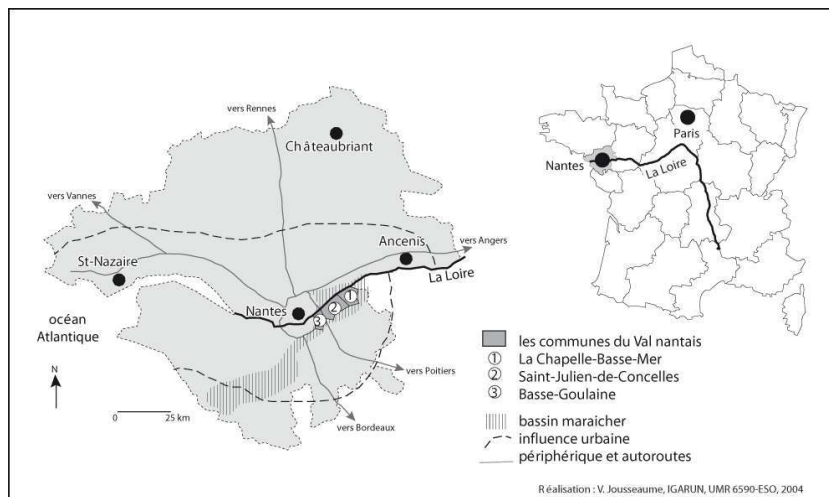 vers Rennes
Châteaubriant
vers Vannes
St-Nazaire
Ancenis
vers Angers
La Loire
Nantes
1
2
3
océan
Atlantique
N
0 25 km
vers Poitiers
vers Bordeaux
Paris
Nantes
La Loire
les communes du Val nantais
1 La Chapelle-Basse-Mer
2 Saint-Julien-de-Concelles
3 Basse-Goulaine
bassin maraicher
influence urbaine
périphérique et autoroutes
Réalisation : V. Jousseaume, IGARUN, UMR 6590-ESO, 2004